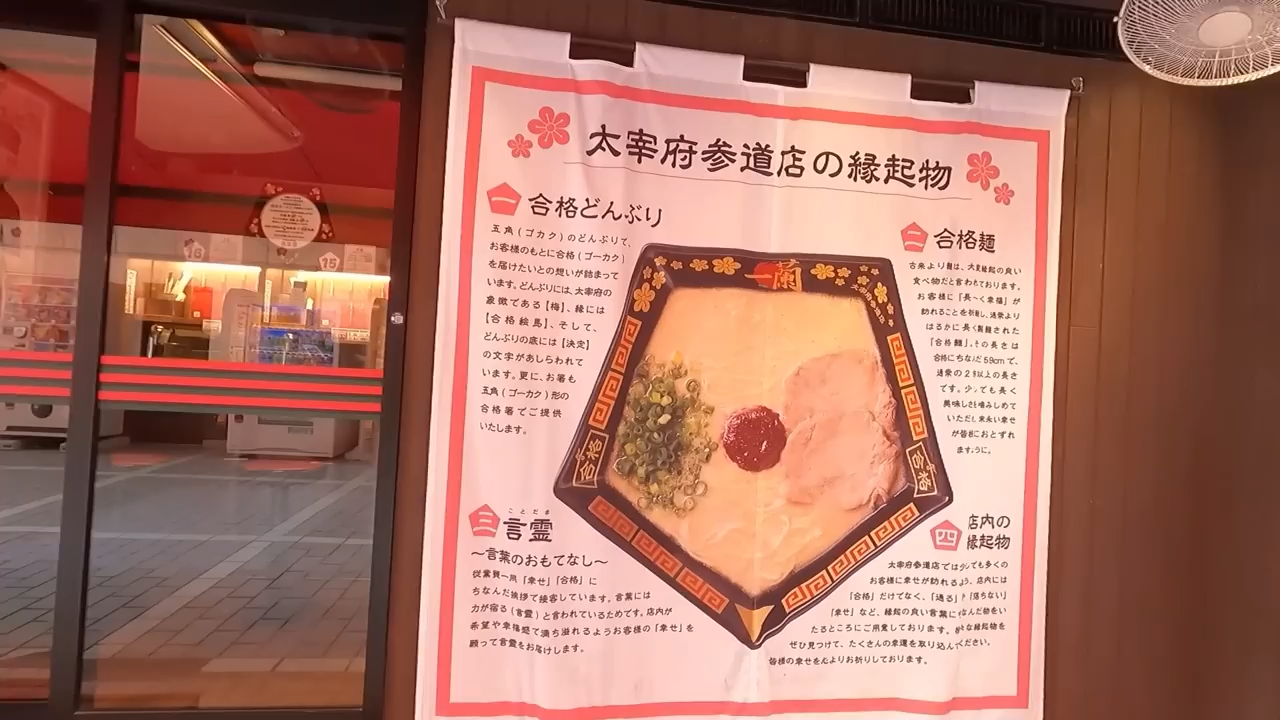 太宰府参道店の縁起物
一 合格どんぶり
五角(ゴカク)のどんぶりで、
お客様のもとに合格(ゴーカク)
を届けたいとの想いが詰まって
います。どんぶりには、太宰府の
象徴である【梅】、縁には
【合格絵馬】、そして、
どんぶりの底には【決定】
の文字があしらわれて
います。更に、お箸も
五角(ゴーカク)形の
合格箸でご提供
いたします。
二 合格麺
古来より麺は、大変縁起の良い
食べ物だと言われております。
お客様に「長〜く幸福」が
訪れることを祈願し、通常より
はるかに長く製麺された
「合格麺」。その長さは
合格にちなんだ59cmで、
通常の2倍以上の長さ
です。少しでも長く
美味しさを噛みしめて
いただき、末永い幸せ
が皆様におとずれ
ますように。
三 言霊
ことだま
〜言葉のおもてなし〜
従業員一同「幸せ」「合格」に
ちなんだ挨拶で接客しています。言葉には
力が宿る(言霊)と言われているためです。店内が
希望や幸福感で満ち溢れるようお客様の「幸せ」を
願って言霊をお届けします。
四 店内の
縁起物
太宰府参道店では少しでも多くの
お客様に幸せが訪れるよう、店内には
「合格」だけでなく、「通る」「落ちない」
「幸せ」など、縁起の良い言葉にちなんだ物をい
たるところにご用意しております。
ぜひ見つけて、たくさんの幸運を取り込んでください。
皆様の幸せを心よりお祈りしております。
一蘭
合格
合格
16
15